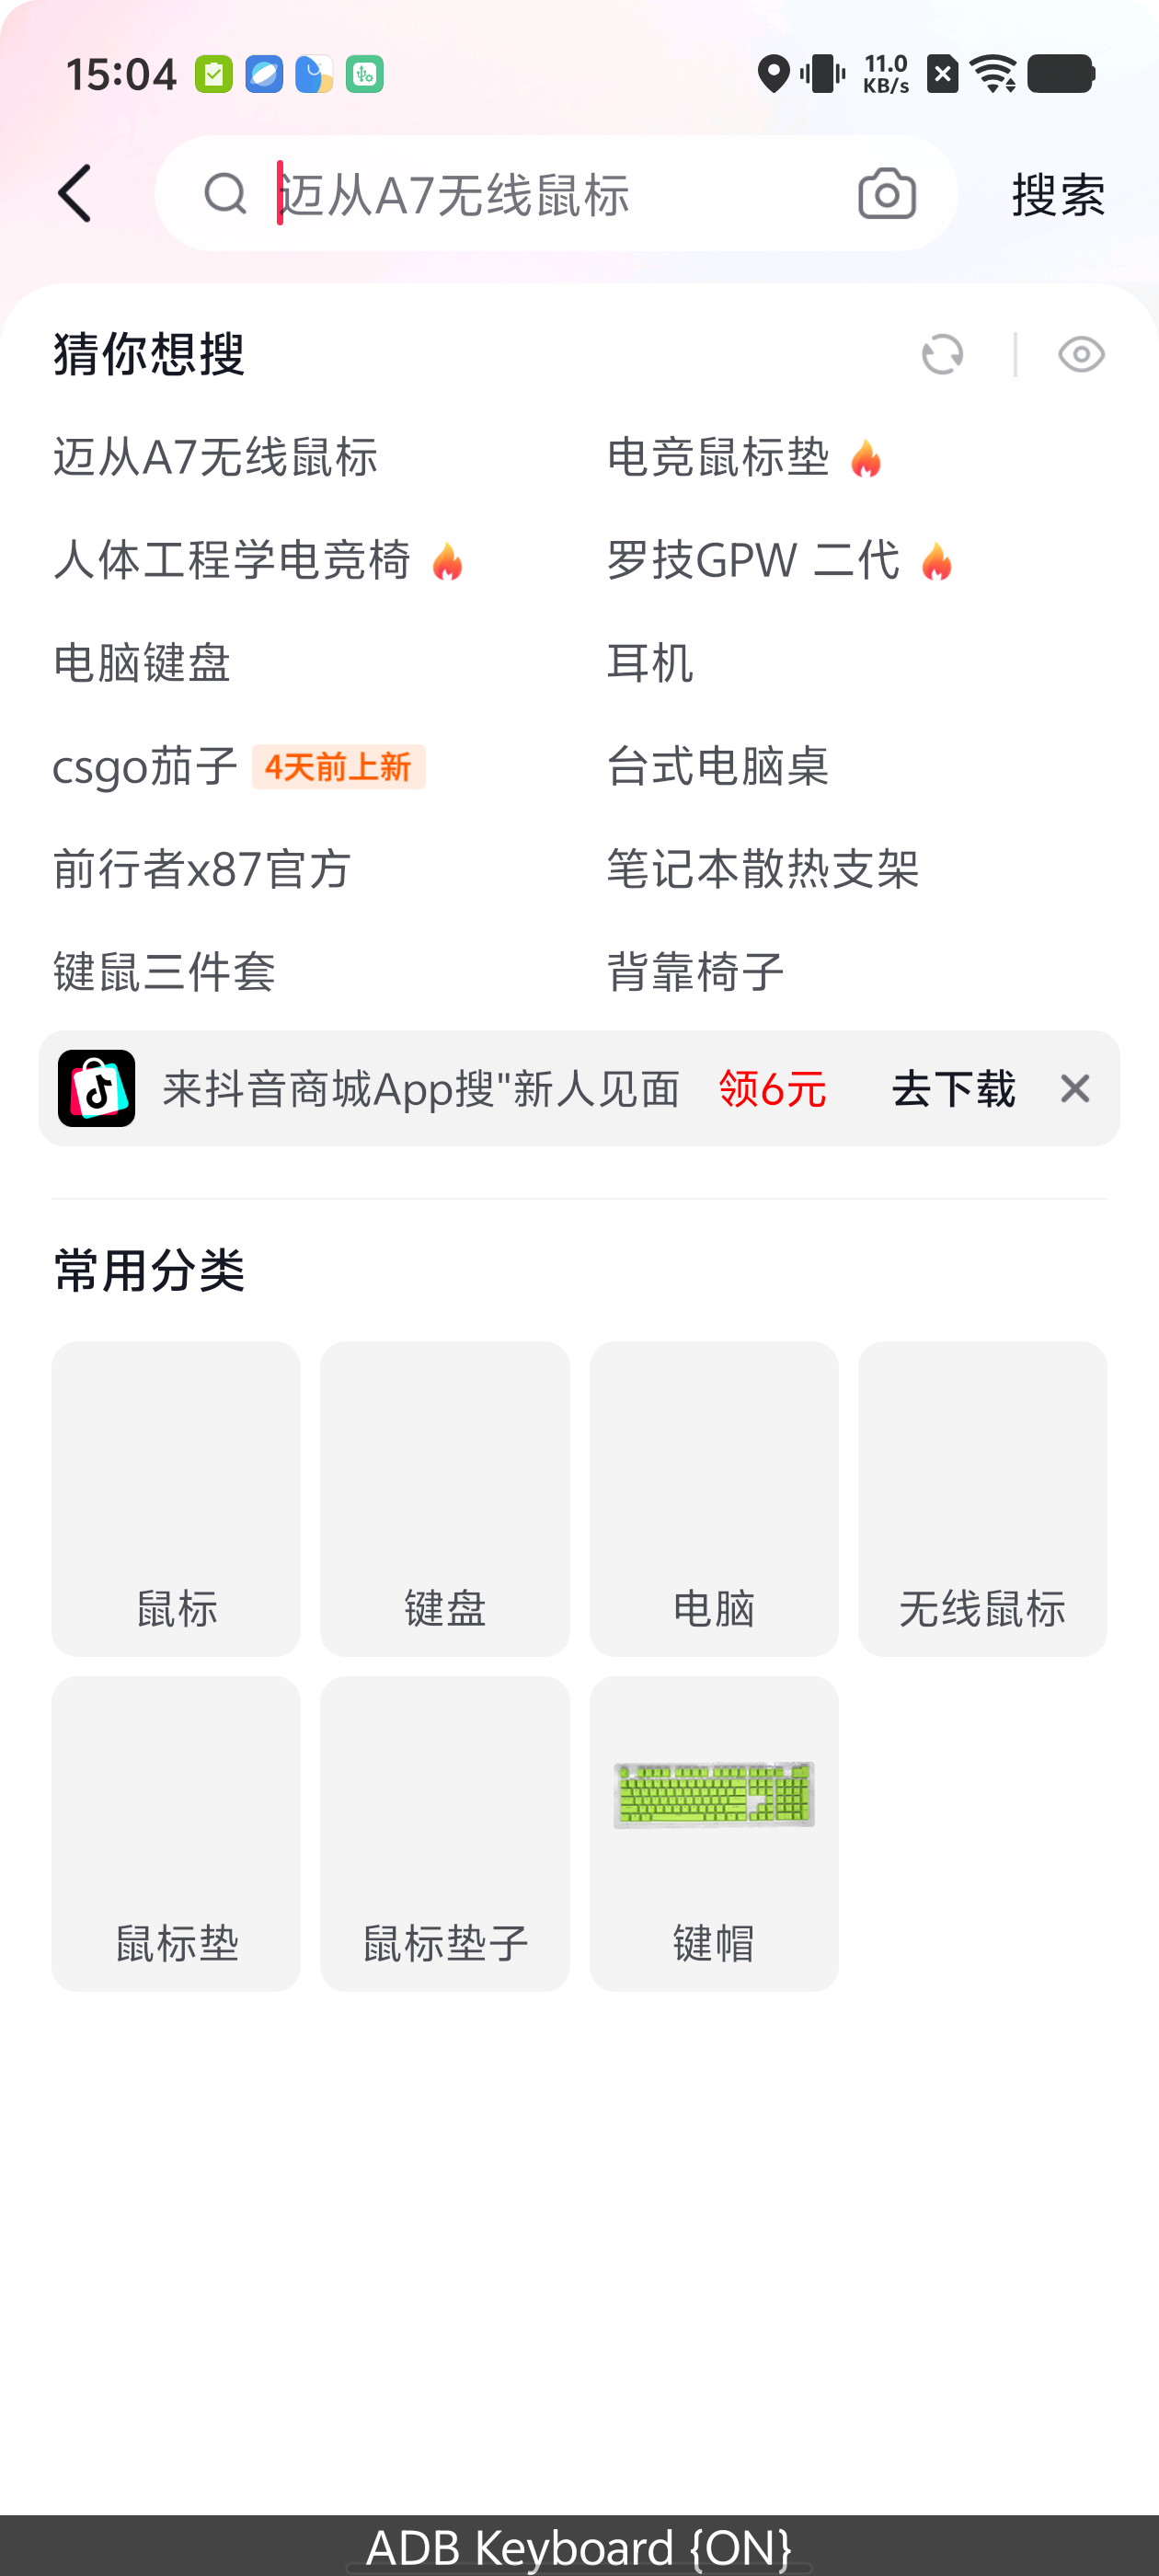 15:04
11.0
KB/s
迈从A7无线鼠标
搜索
猜你想搜
迈从A7无线鼠标
电竞鼠标垫
人体工程学电竞椅
罗技GPW 二代
电脑键盘
耳机
csgo茄子 4天前上新
台式电脑桌
前行者x87官方
笔记本散热支架
键鼠三件套
背靠椅子
来抖音商城App搜"新人见面 领6元 去下载
常用分类
鼠标
键盘
电脑
无线鼠标
鼠标垫
鼠标垫子
键帽
ADB Keyboard {ON}